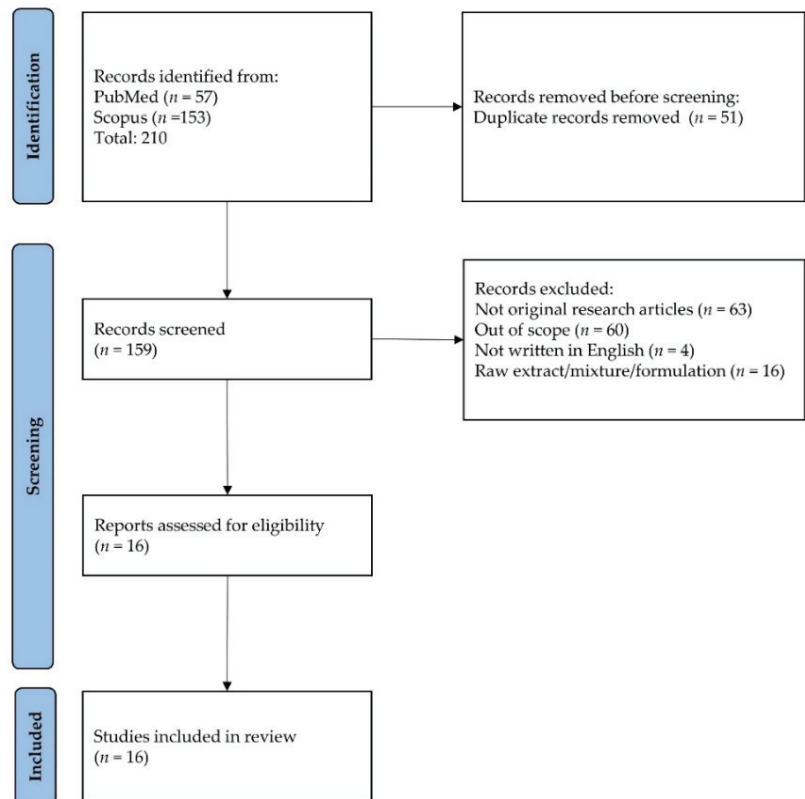 Identification
Records identified from:
PubMed (n = 57)
Scopus (n =153)
Total: 210
Records removed before screening:
Duplicate records removed (n = 51)
Screening
Records screened
(n = 159)
Records excluded:
Not original research articles (n = 63)
Out of scope (n = 60)
Not written in English (n = 4)
Raw extract/mixture/formulation (n = 16)
Reports assessed for eligibility
(n = 16)
Included
Studies included in review
(n = 16)